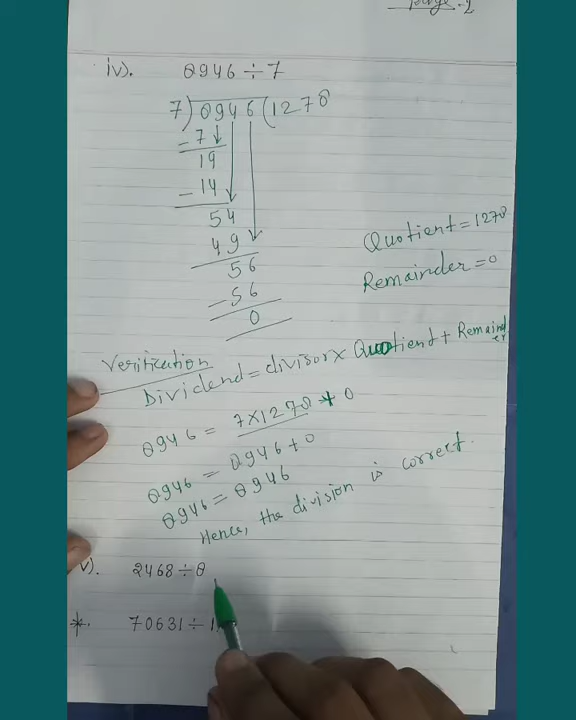 Page-2
iv). 8946 ÷ 7
7) 8946 (1278
- 7
19
- 14
54
49
56
- 56
0
Quotient = 1278
Remainder = 0
Verification
Dividend = divisor × Quotient + Remainder
8946 = 7 × 1278 + 0
8946 = 8946 + 0
8946 = 8946
Hence, the division is correct.
v). 2468 ÷ 8
*. 70631 ÷